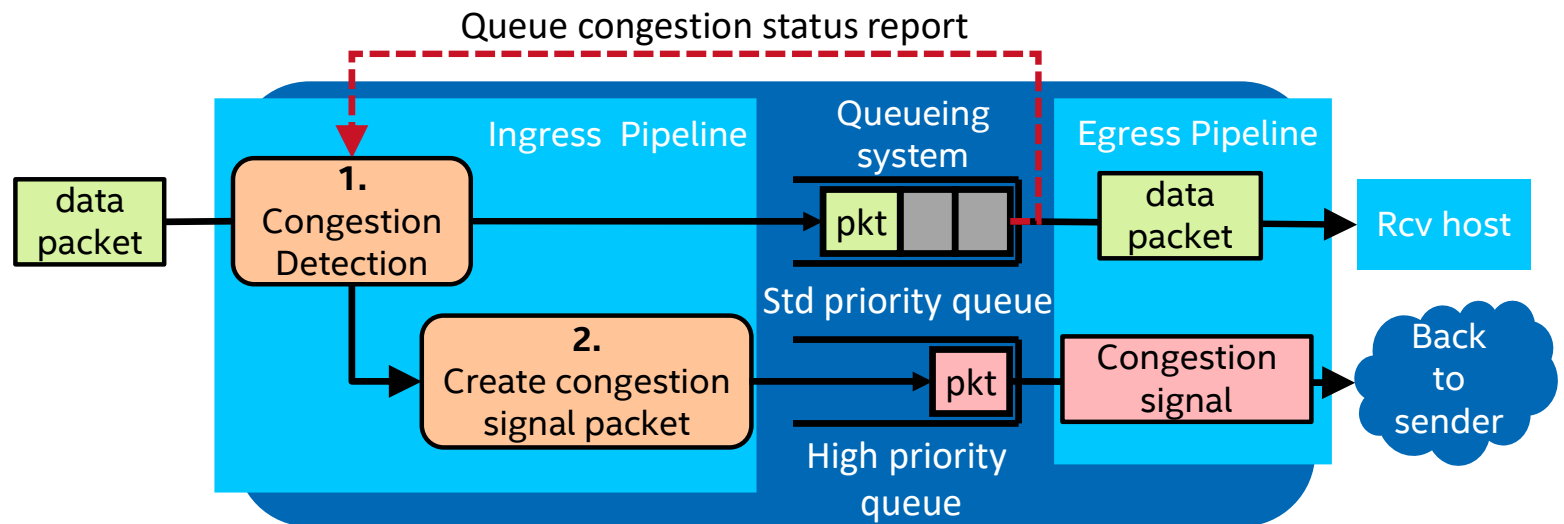 Queue congestion status report
Ingress Pipeline
Queueing
system
Egress Pipeline
data
packet
1.
Congestion
Detection
pkt
data
packet
Rcv host
Std priority queue
2.
Create congestion
signal packet
pkt
Congestion
signal
Back
to
sender
High priority
queue